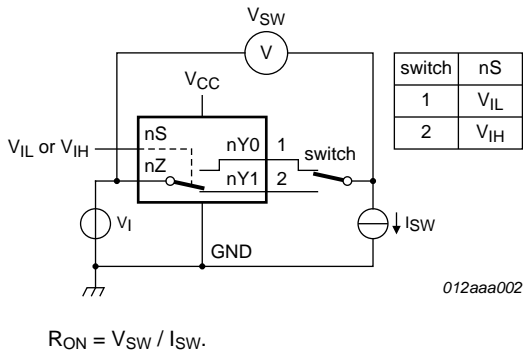 VSW
V
VCC
switch nS
1 VIL
2 VIH
nS
nY0 1
switch
VIL or VIH
nZ
nY1 2
VI
ISW
GND
012aaa002
RON = VSW / ISW.